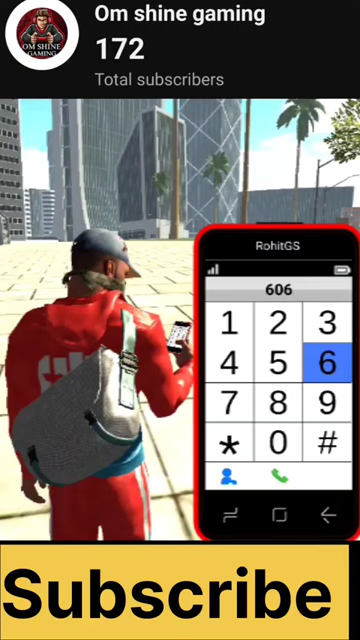 Om shine gaming
OM SHINE
GAMING
172
Total subscribers
RohitGS
606
1 2 3
4 5 6
7 8 9
* 0 #
Subscribe